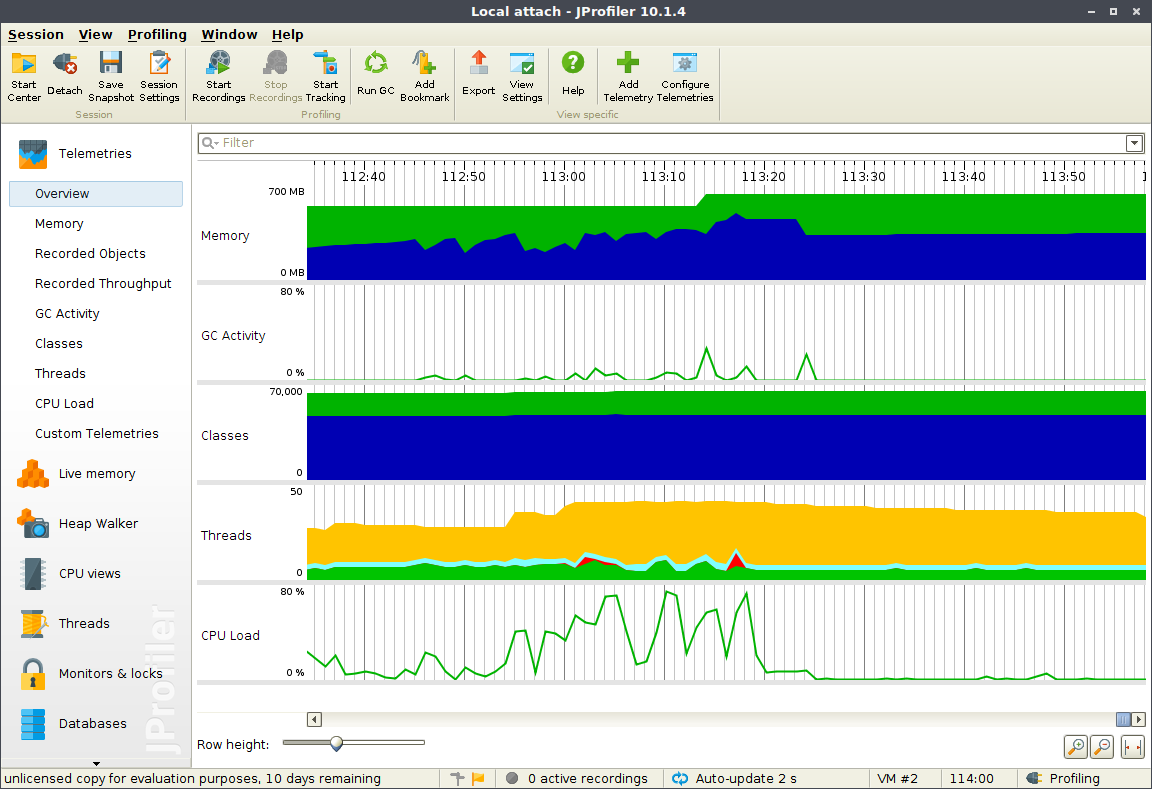 Local attach - JProfiler 10.1.4
Session View Profiling Window Help
Start Center
Detach
Save Snapshot
Session Settings
Start Recordings
Stop Recordings
Start Tracking
Run GC
Add Bookmark
Export
View Settings
Help
Add Telemetry
Configure Telemetries
Session
Profiling
View specific
Telemetries
Overview
Memory
Recorded Objects
Recorded Throughput
GC Activity
Classes
Threads
CPU Load
Custom Telemetries
Live memory
Heap Walker
CPU views
Threads
Monitors & locks
Databases
JProfiler
Filter
112:40 112:50 113:00 113:10 113:20 113:30 113:40 113:50 1
700 MB
Memory
0 MB
80 %
GC Activity
0 %
70,000
Classes
0
50
Threads
0
80 %
CPU Load
0 %
Row height:
unlicensed copy for evaluation purposes, 10 days remaining
0 active recordings
Auto-update 2 s
VM #2
114:00
Profiling